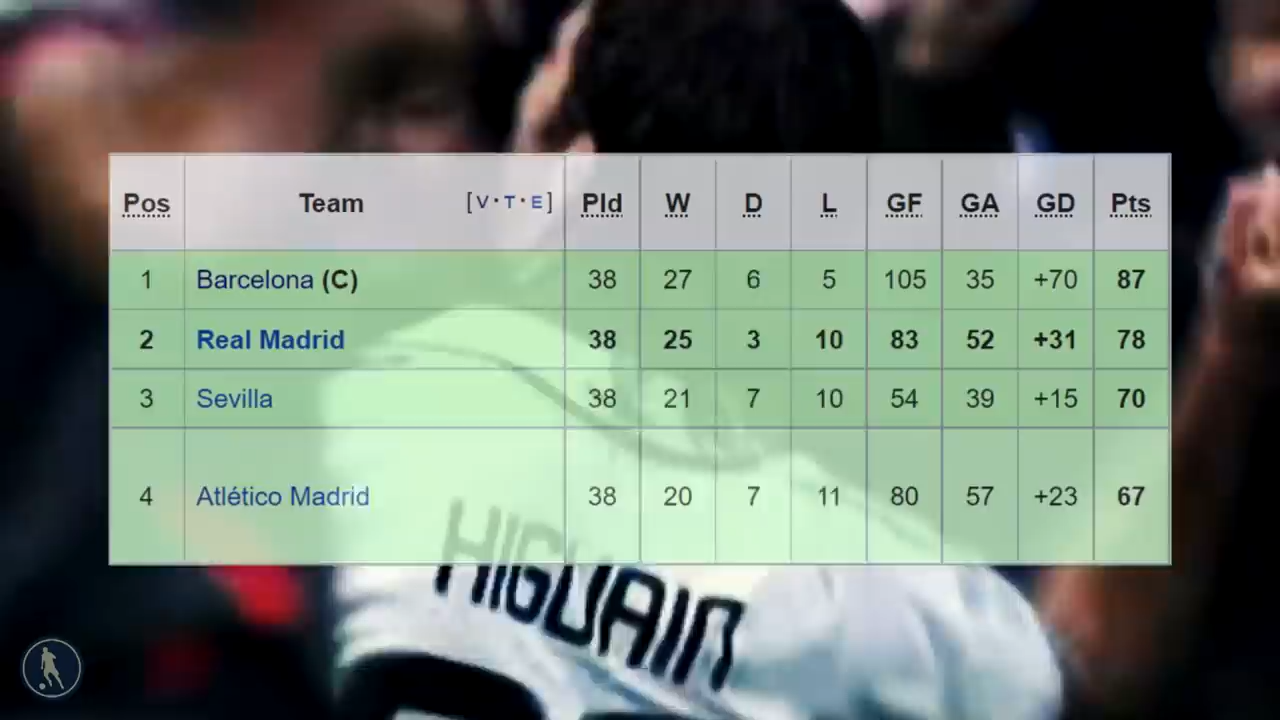 Pos Team [V·T·E] Pld W D L GF GA GD Pts
1 Barcelona (C) 38 27 6 5 105 35 +70 87
2 Real Madrid 38 25 3 10 83 52 +31 78
3 Sevilla 38 21 7 10 54 39 +15 70
4 Atlético Madrid 38 20 7 11 80 57 +23 67
HIGUAIN